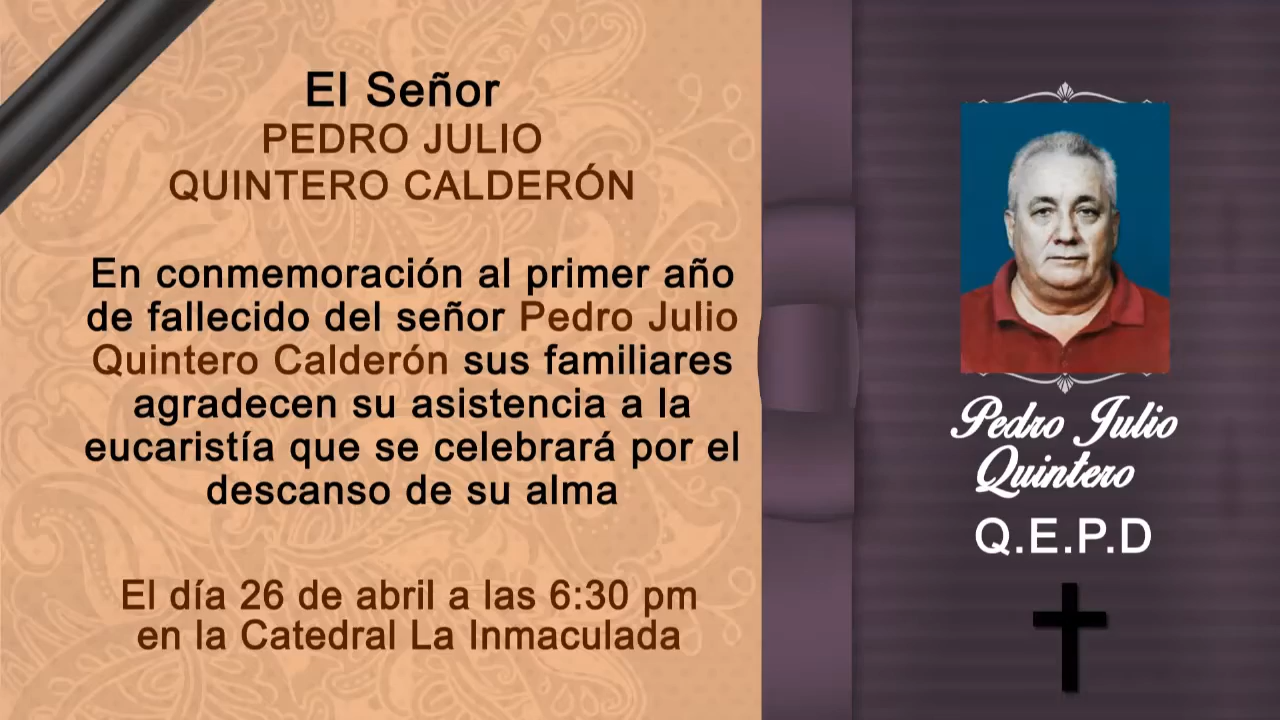 El Señor
PEDRO JULIO
QUINTERO CALDERÓN
En conmemoración al primer año
de fallecido del señor Pedro Julio
Quintero Calderón sus familiares
agradecen su asistencia a la
eucaristía que se celebrará por el
descanso de su alma
El día 26 de abril a las 6:30 pm
en la Catedral La Inmaculada
Pedro Julio
Quintero
Q.E.P.D